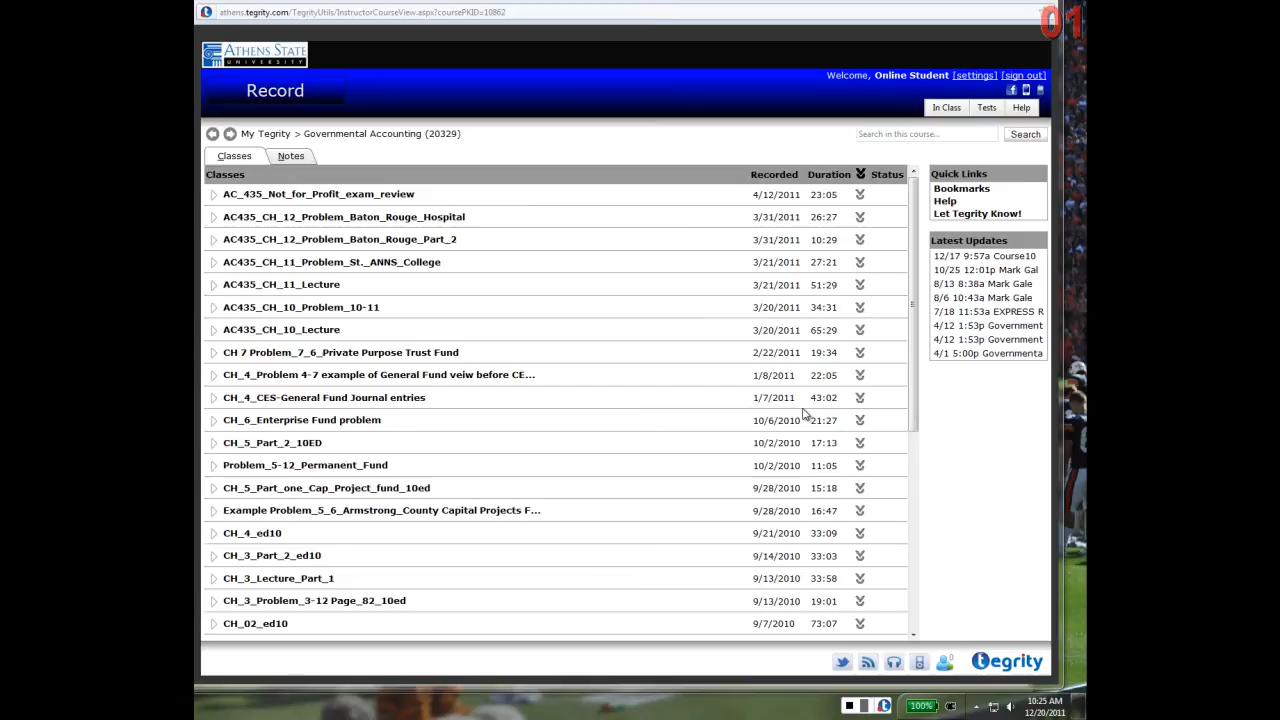 athens.tegrity.com/TegrityUtils/InstructorCourseView.aspx?coursePKID=10862
01
ATHENS STATE
UNIVERSITY
Welcome, Online Student [settings] [sign out]
Record
In Class Tests Help
My Tegrity > Governmental Accounting (20329) Search in this course... Search
Classes Notes
Classes Recorded Duration Status
AC_435_Not_for_Profit_exam_review 4/12/2011 23:05
AC435_CH_12_Problem_Baton_Rouge_Hospital 3/31/2011 26:27
AC435_CH_12_Problem_Baton_Rouge_Part_2 3/31/2011 10:29
AC435_CH_11_Problem_St._ANNS_College 3/21/2011 27:21
AC435_CH_11_Lecture 3/21/2011 51:29
AC435_CH_10_Problem_10-11 3/20/2011 34:31
AC435_CH_10_Lecture 3/20/2011 65:29
CH 7 Problem_7_6_Private Purpose Trust Fund 2/22/2011 19:34
CH_4_Problem 4-7 example of General Fund veiw before CE... 1/8/2011 22:05
CH_4_CES-General Fund Journal entries 1/7/2011 43:02
CH_6_Enterprise Fund problem 10/6/2010 21:27
CH_5_Part_2_10ED 10/2/2010 17:13
Problem_5-12_Permanent_Fund 10/2/2010 11:05
CH_5_Part_one_Cap_Project_fund_10ed 9/28/2010 15:18
Example Problem_5_6_Armstrong_County Capital Projects F... 9/28/2010 16:47
CH_4_ed10 9/21/2010 33:09
CH_3_Part_2_ed10 9/14/2010 33:03
CH_3_Lecture_Part_1 9/13/2010 33:58
CH_3_Problem_3-12 Page_82_10ed 9/13/2010 19:01
CH_02_ed10 9/7/2010 73:07
Quick Links
Bookmarks
Help
Let Tegrity Know!
Latest Updates
12/17 9:57a Course10
10/25 12:01p Mark Gal
8/13 8:38a Mark Gale
8/6 10:43a Mark Gale
7/18 11:53a EXPRESS R
4/12 1:53p Government
4/12 1:53p Government
4/1 5:00p Governmenta
0
tegrity
100%
10:25 AM
12/20/2011